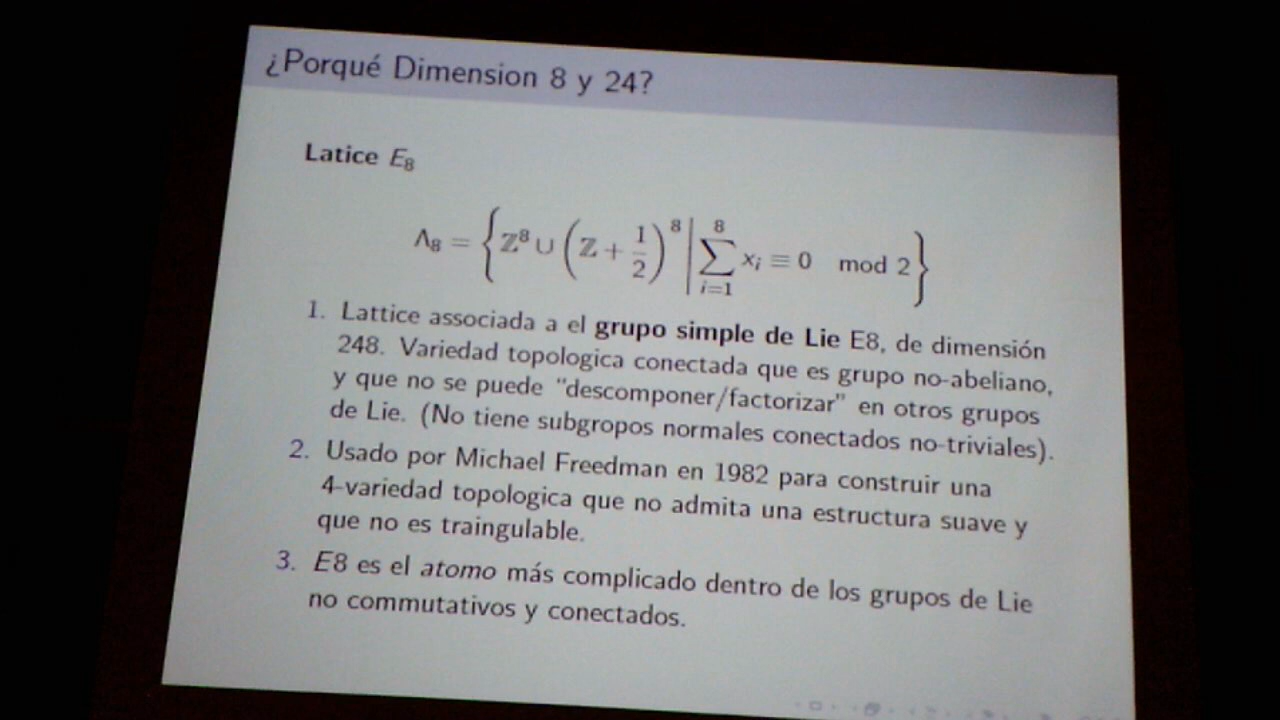 ¿Porqué Dimension 8 y 24?
Latice E₈
Λ₈ = { ℤ⁸ ∪ (ℤ + 1/2)⁸ | ∑_{i=1}^{8} xᵢ ≡ 0 mod 2 }
1. Lattice associada a el grupo simple de Lie E8, de dimensión
248. Variedad topologica conectada que es grupo no-abeliano,
y que no se puede "descomponer/factorizar" en otros grupos
de Lie. (No tiene subgropos normales conectados no-triviales).
2. Usado por Michael Freedman en 1982 para construir una
4-variedad topologica que no admita una estructura suave y
que no es traingulable.
3. E8 es el atomo más complicado dentro de los grupos de Lie
no commutativos y conectados.